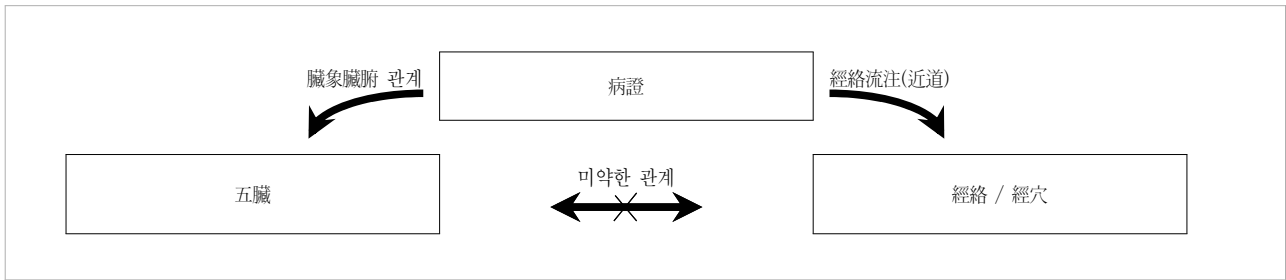 病證
臟象臟腑 관계
經絡流注(近道)
五臟
미약한 관계
經絡 / 經穴